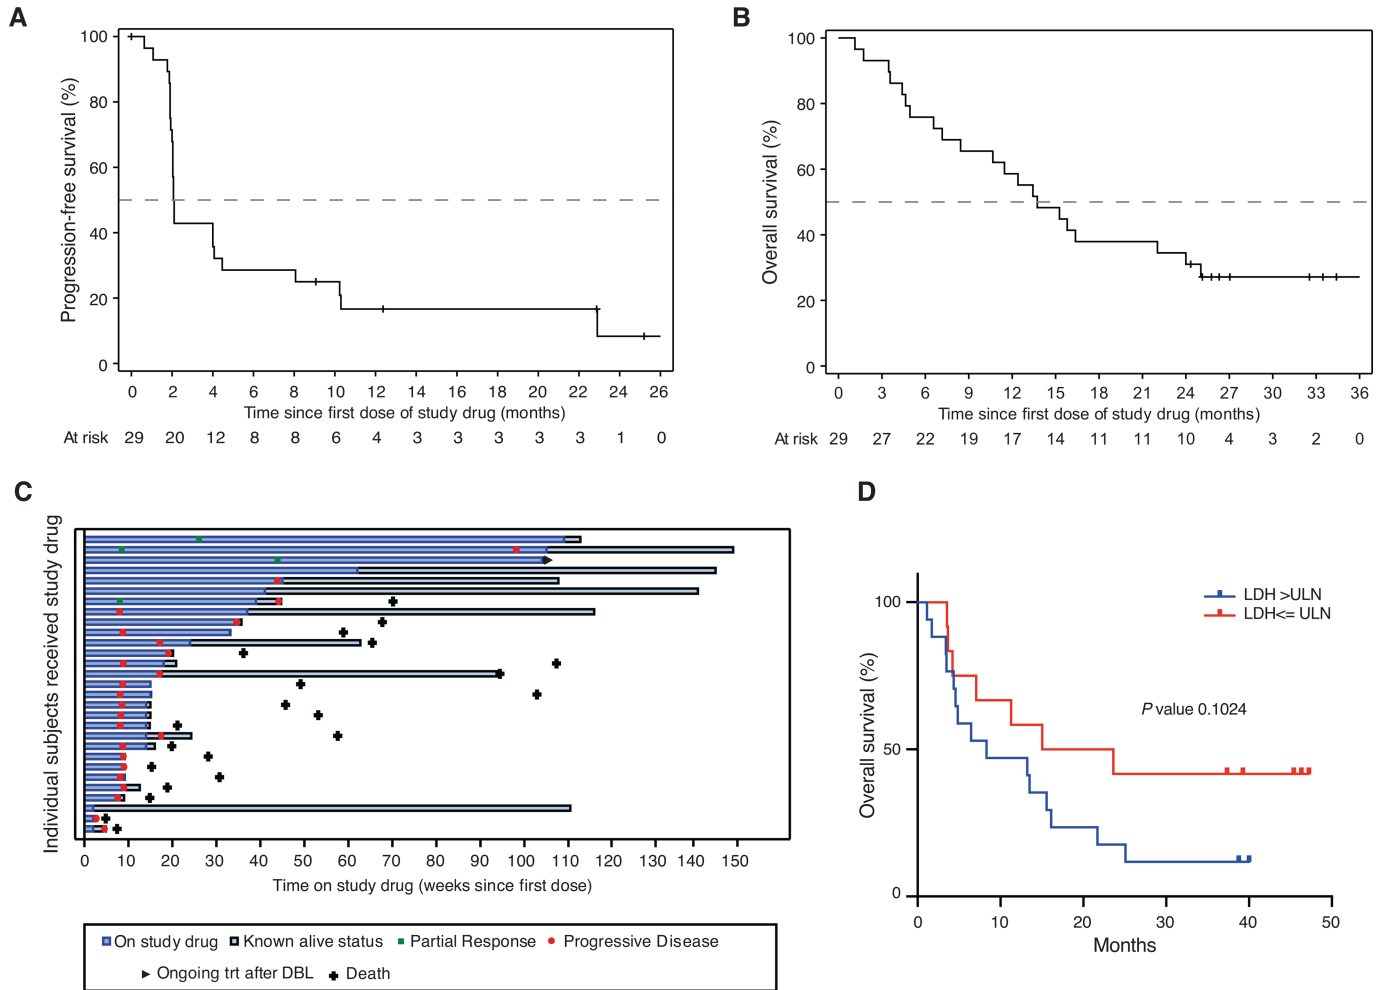 A
Progression-free survival (%)
100
80
60
40
20
0
0 2 4 6 8 10 12 14 16 18 20 22 24 26
Time since first dose of study drug (months)
At risk 29 20 12 8 8 6 4 3 3 3 3 3 1 0
B
Overall survival (%)
100
80
60
40
20
0
0 3 6 9 12 15 18 21 24 27 30 33 36
Time since first dose of study drug (months)
At risk 29 27 22 19 17 14 11 11 10 4 3 2 0
C
Individual subjects received study drug
0 10 20 30 40 50 60 70 80 90 100 110 120 130 140 150
Time on study drug (weeks since first dose)
On study drug Known alive status Partial Response Progressive Disease
Ongoing trt after DBL Death
D
Overall survival (%)
100
50
0
LDH >ULN
LDH<= ULN
P value 0.1024
0 10 20 30 40 50
Months